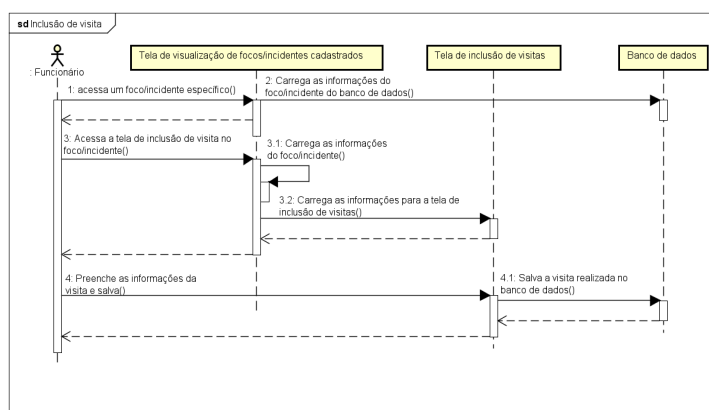 sd Inclusão de visita
: Funcionário
Tela de visualização de focos/incidentes cadastrados
Tela de inclusão de visitas
Banco de dados
1: acessa um foco/incidente específico()
2: Carrega as informações do
foco/incidente do banco de dados()
3: Acessa a tela de inclusão de visita no
foco/incidente()
3.1: Carrega as informações
do foco/incidente()
3.2: Carrega as informações para a tela de
inclusão de visitas()
4: Preenche as informações da
visita e salva()
4.1: Salva a visita realizada no
banco de dados()